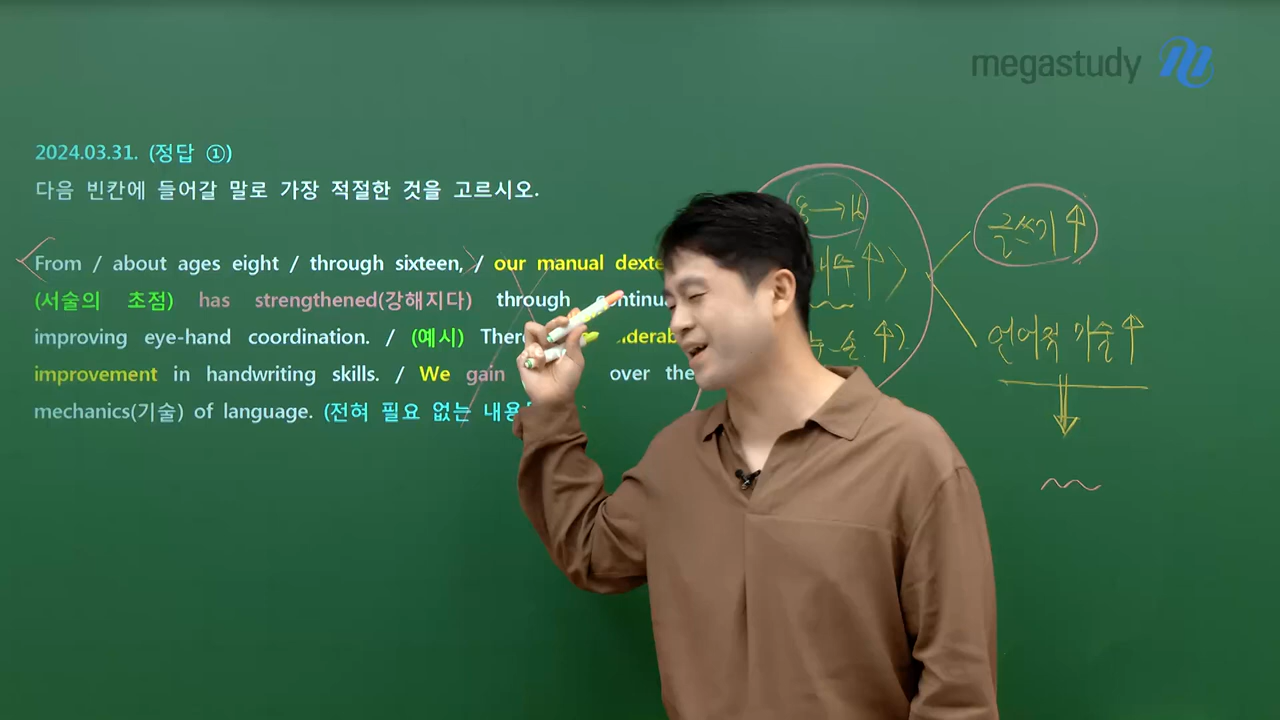 megastudy
2024.03.31. (정답 ①)
다음 빈칸에 들어갈 말로 가장 적절한 것을 고르시오.
From / about ages eight / through sixteen, / our manual
(서술의 초점) has strengthened(강해지다) through
improving eye-hand coordination. / (예시)
improvement in handwriting skills. / We gain over the
mechanics(기술) of language. (전혀 필요 없는
8→16
글쓰기↑
언어적 기술↑